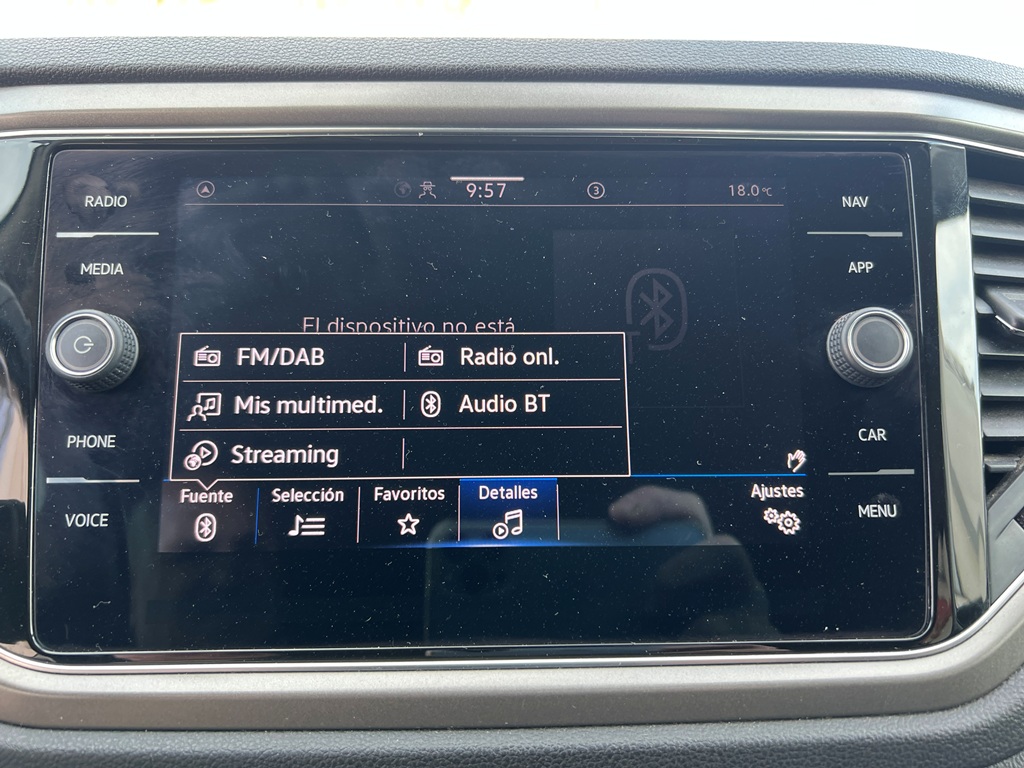 RADIO
MEDIA
PHONE
VOICE
9:57
3
18.0 °C
El dispositivo no está
FM/DAB
Radio onl.
Mis multimed.
Audio BT
Streaming
Fuente
Selección
Favoritos
Detalles
Ajustes
NAV
APP
CAR
MENU